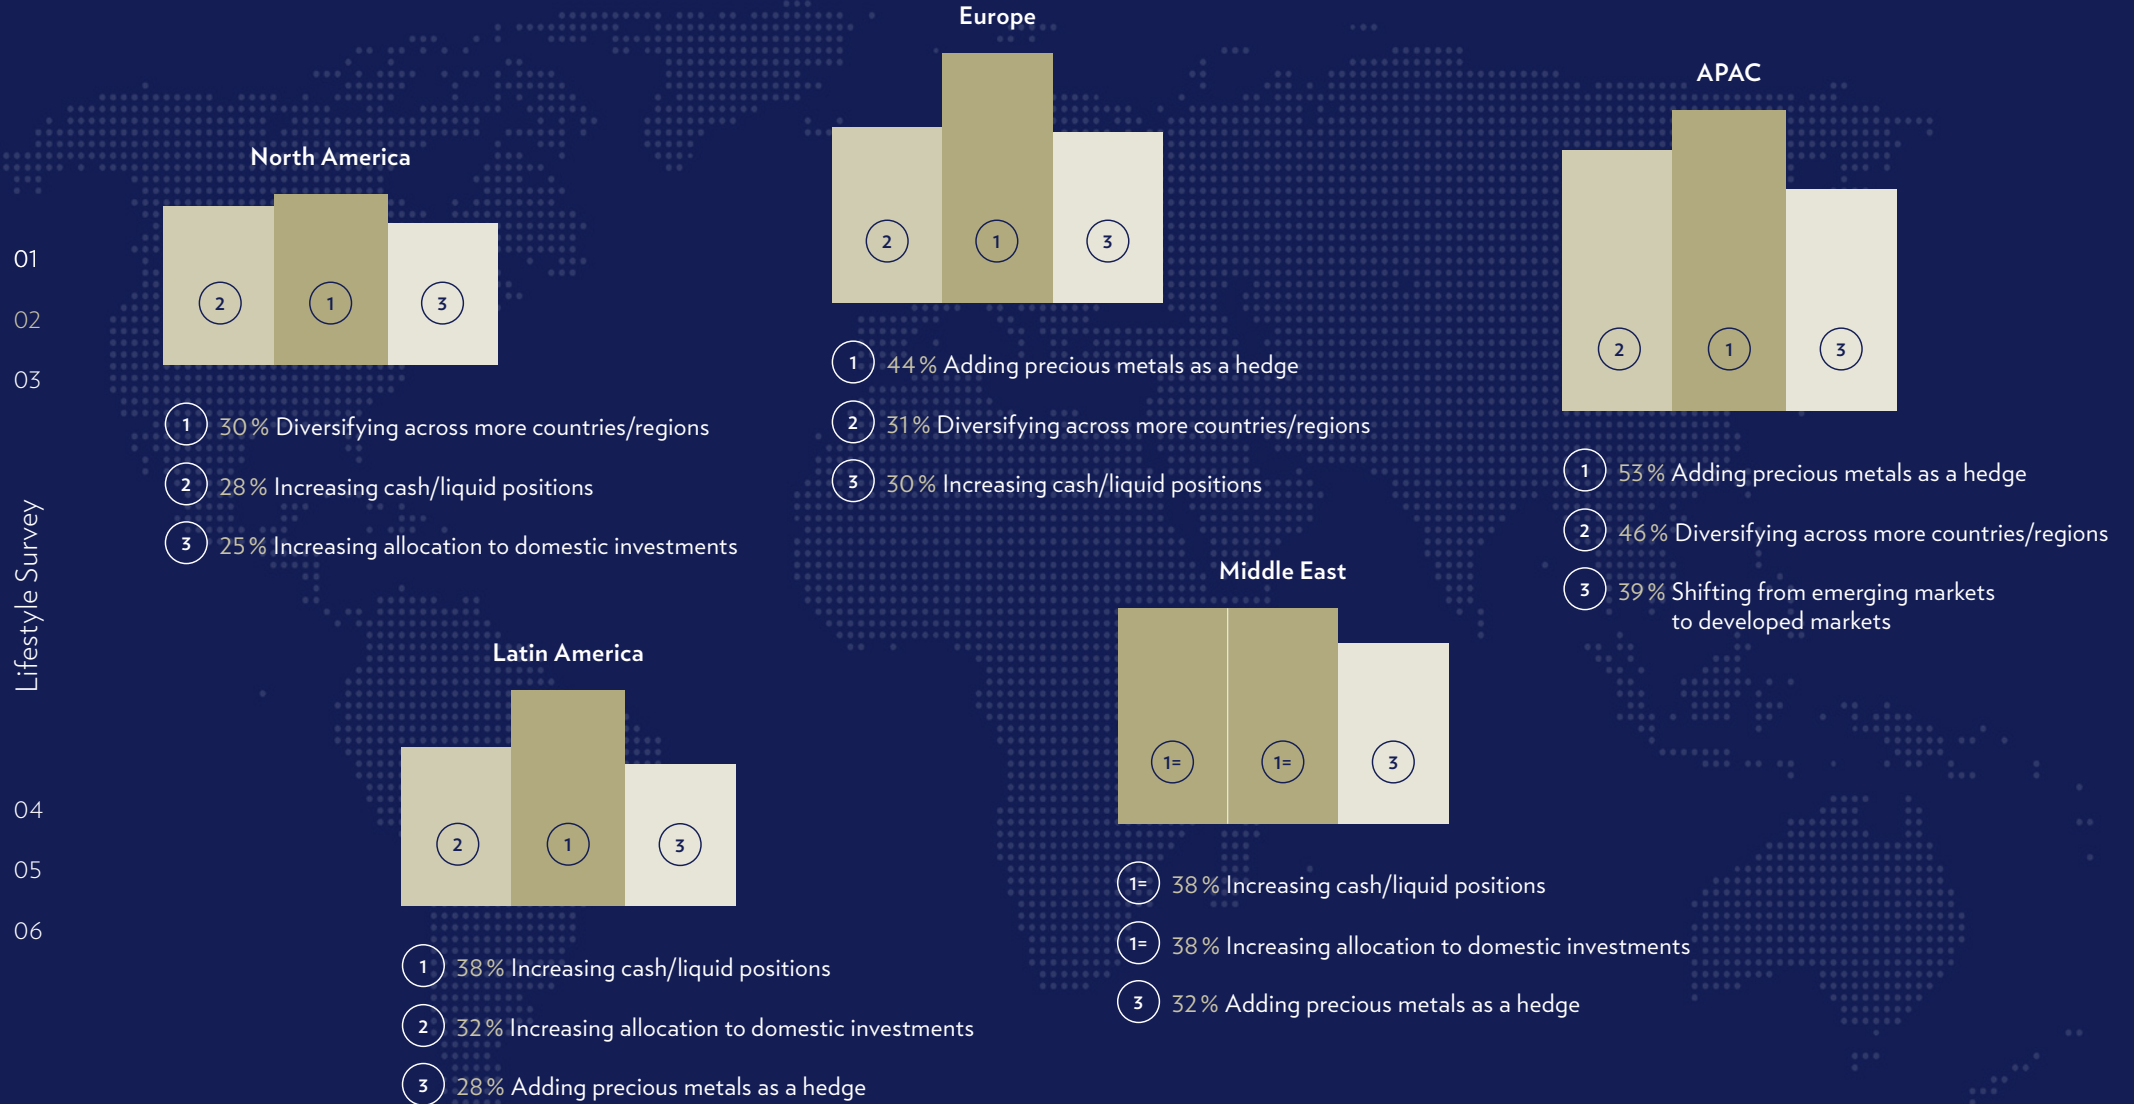 01
02
03
Lifestyle Survey
04
05
06
North America
2
1
3
1 30% Diversifying across more countries/regions
2 28% Increasing cash/liquid positions
3 25% Increasing allocation to domestic investments
Europe
2
1
3
1 44% Adding precious metals as a hedge
2 31% Diversifying across more countries/regions
3 30% Increasing cash/liquid positions
APAC
2
1
3
1 53% Adding precious metals as a hedge
2 46% Diversifying across more countries/regions
3 39% Shifting from emerging markets
to developed markets
Latin America
2
1
3
1 38% Increasing cash/liquid positions
2 32% Increasing allocation to domestic investments
3 28% Adding precious metals as a hedge
Middle East
1=
1=
3
1= 38% Increasing cash/liquid positions
1= 38% Increasing allocation to domestic investments
3 32% Adding precious metals as a hedge